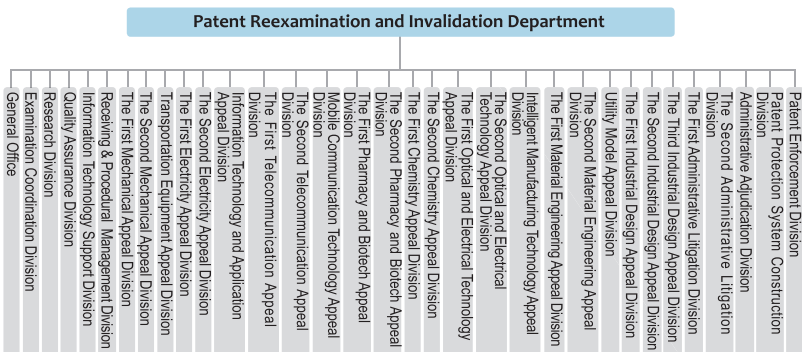 Patent Reexamination and Invalidation Department
General Office
Examination Coordination Division
Research Division
Quality Assurance Division
Information Technology Support Division
Receiving & Procedural Management Division
The First Mechanical Appeal Division
The Second Mechanical Appeal Division
Transportation Equipment Appeal Division
The First Electricity Appeal Division
The Second Electricity Appeal Division
Information Technology and Application
Appeal Division
The First Telecommunication Appeal
Division
The Second Telecommunication Appeal
Division
Mobile Communication Technology Appeal
Division
The First Pharmacy and Biotech Appeal
Division
The Second Pharmacy and Biotech Appeal
Division
The First Chemistry Appeal Division
The Second Chemistry Appeal Division
The First Optical and Electrical Technology
Appeal Division
The Second Optical and Electrical
Technology Appeal Division
Intelligent Manufacturing Technology Appeal
Division
The First Material Engineering Appeal Division
The Second Material Engineering Appeal
Division
Utility Model Appeal Division
The First Industrial Design Appeal Division
The Second Industrial Design Appeal Division
The Third Industrial Design Appeal Division
The First Administrative Litigation Division
The Second Administrative Litigation
Division
Administrative Adjudication Division
Patent Protection System Construction
Division
Patent Enforcement Division